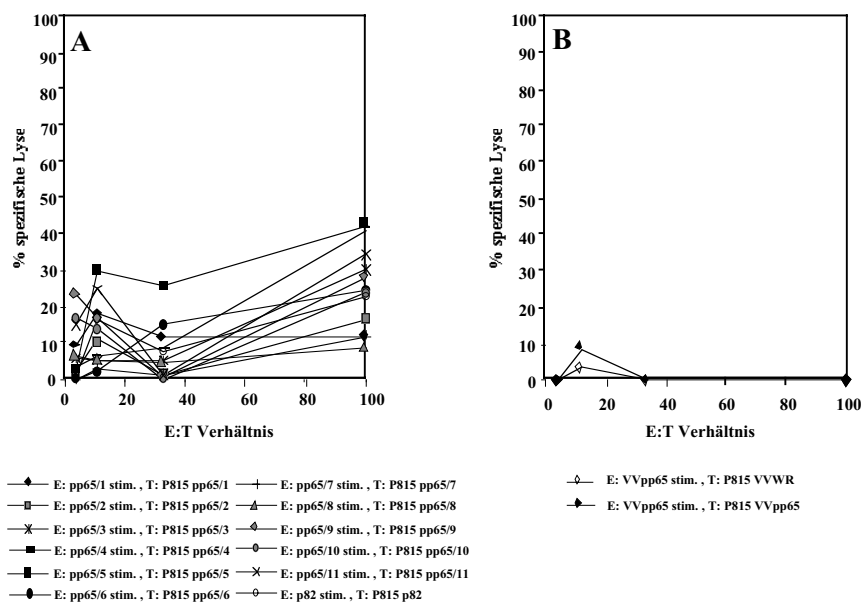 A
% spezifische Lyse
100
90
80
70
60
50
40
30
20
10
0
0 20 40 60 80 100
E:T Verhältnis
B
% spezifische Lyse
100
90
80
70
60
50
40
30
20
10
0
0 20 40 60 80 100
E:T Verhältnis
E: pp65/1 stim. , T: P815 pp65/1
E: pp65/2 stim. , T: P815 pp65/2
E: pp65/3 stim. , T: P815 pp65/3
E: pp65/4 stim. , T: P815 pp65/4
E: pp65/5 stim. , T: P815 pp65/5
E: pp65/6 stim. , T: P815 pp65/6
E: pp65/7 stim. , T: P815 pp65/7
E: pp65/8 stim. , T: P815 pp65/8
E: pp65/9 stim. , T: P815 pp65/9
E: pp65/10 stim. , T: P815 pp65/10
E: pp65/11 stim. , T: P815 pp65/11
E: p82 stim. , T: P815 p82
E: VVpp65 stim. , T: P815 VVWR
E: VVpp65 stim. , T: P815 VVpp65